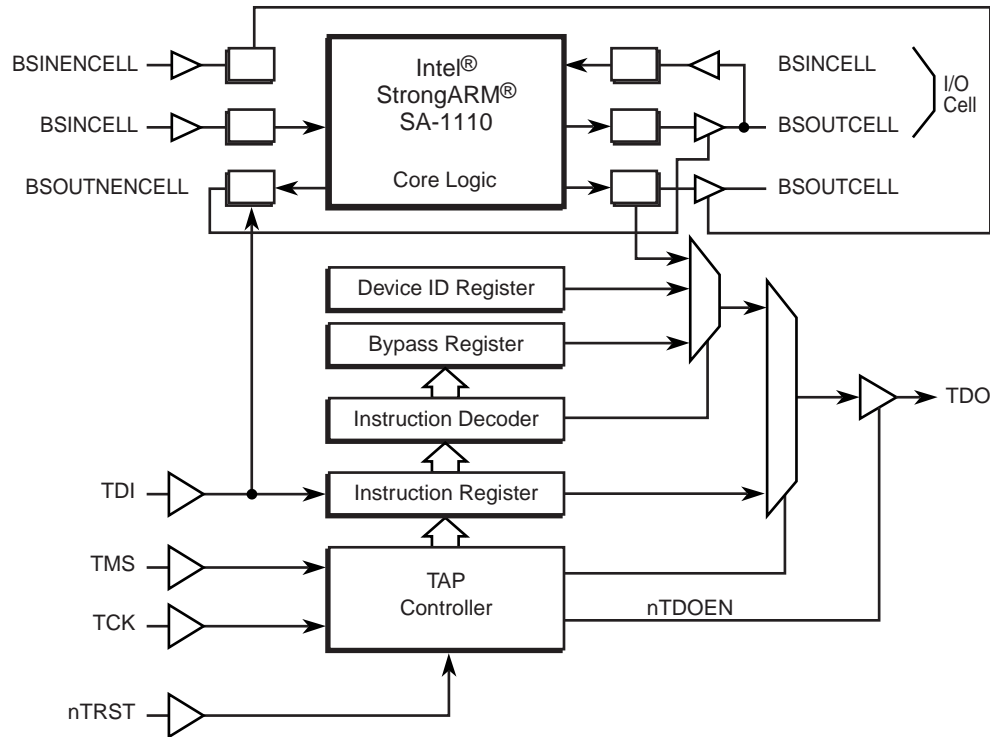 BSINENCELL
Intel®
StrongARM®
SA-1110
BSINCELL
I/O
Cell
BSINCELL
BSOUTCELL
BSOUTNENCELL
Core Logic
BSOUTCELL
Device ID Register
Bypass Register
TDO
Instruction Decoder
TDI
Instruction Register
TMS
TAP
Controller
nTDOEN
TCK
nTRST